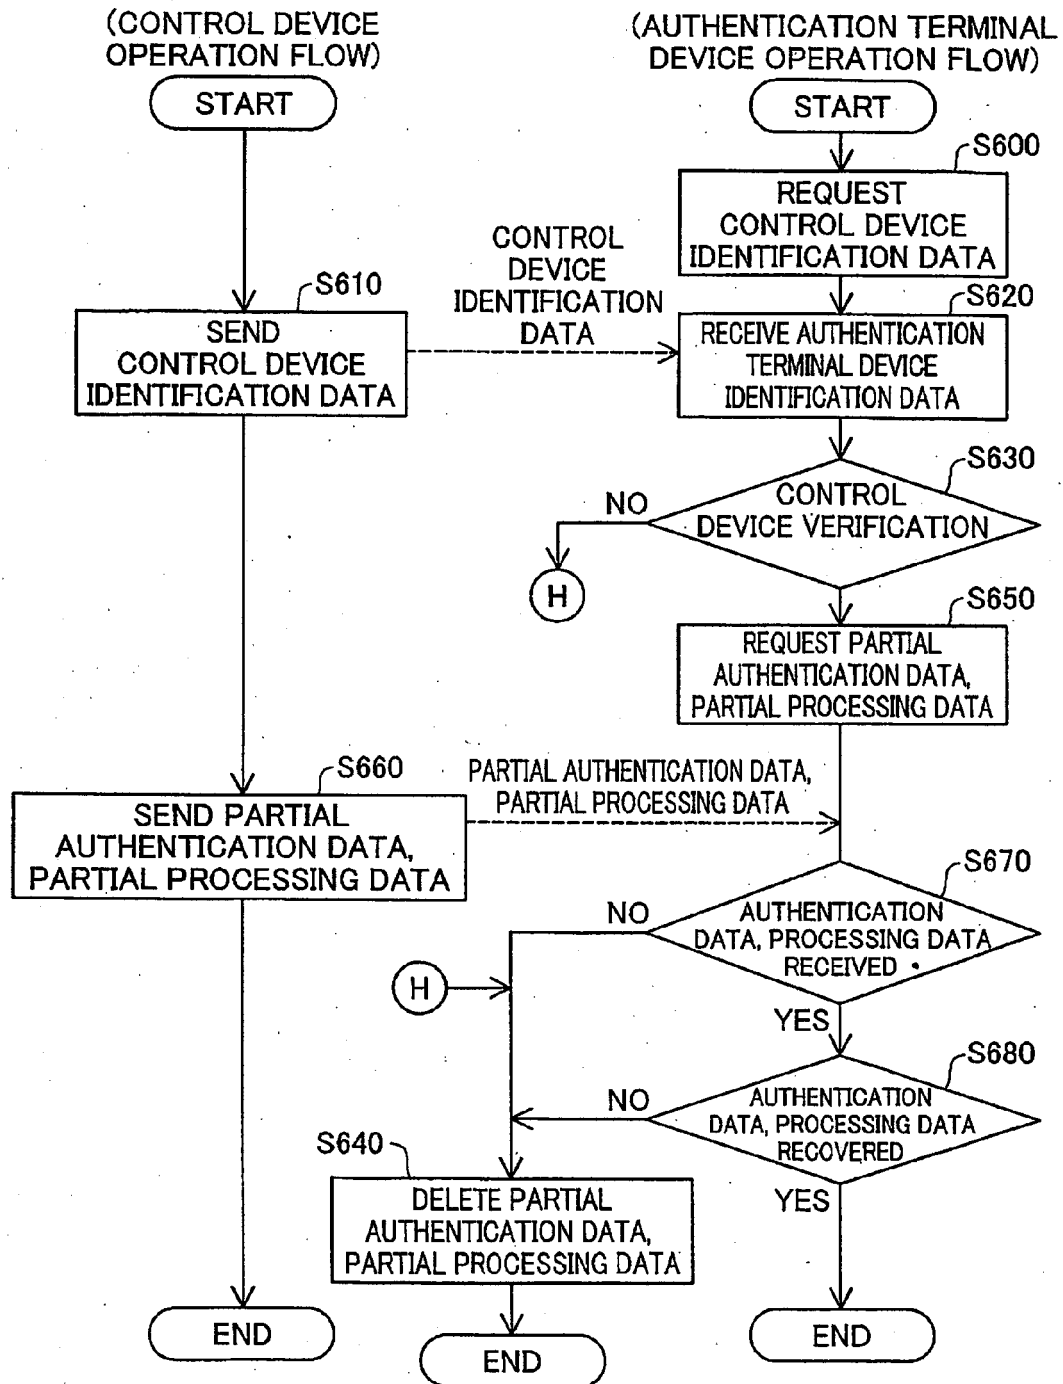 (CONTROL DEVICE
OPERATION FLOW)
START
(AUTHENTICATION TERMINAL
DEVICE OPERATION FLOW)
START
S600
REQUEST
CONTROL DEVICE
IDENTIFICATION DATA
S610
SEND
CONTROL DEVICE
IDENTIFICATION DATA
CONTROL
DEVICE
IDENTIFICATION
DATA
S620
RECEIVE AUTHENTICATION
TERMINAL DEVICE
IDENTIFICATION DATA
S630
CONTROL
DEVICE VERIFICATION
NO
H
S650
REQUEST PARTIAL
AUTHENTICATION DATA,
PARTIAL PROCESSING DATA
S660
SEND PARTIAL
AUTHENTICATION DATA,
PARTIAL PROCESSING DATA
PARTIAL AUTHENTICATION DATA,
PARTIAL PROCESSING DATA
S670
AUTHENTICATION
DATA, PROCESSING DATA
RECEIVED
NO
H
YES
S680
AUTHENTICATION
DATA, PROCESSING DATA
RECOVERED
NO
YES
S640
DELETE PARTIAL
AUTHENTICATION DATA,
PARTIAL PROCESSING DATA
END
END
END